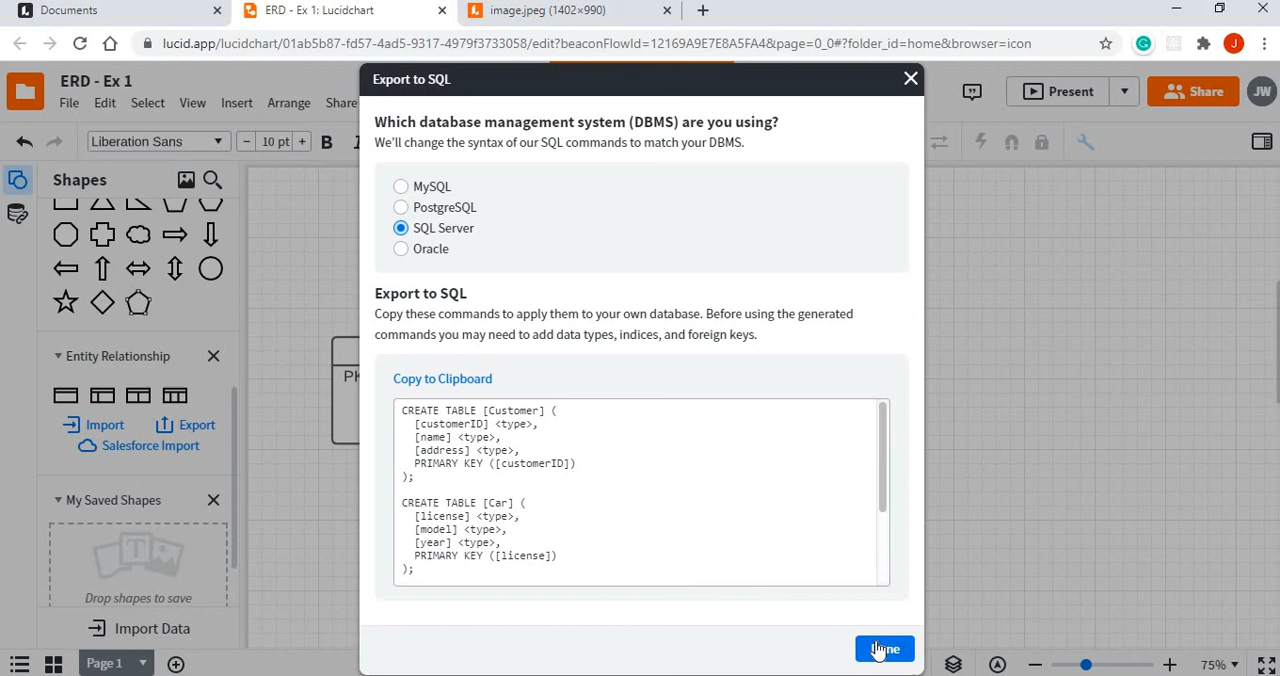 Documents
ERD - Ex 1: Lucidchart
image.jpeg (1402×990)
lucid.app/lucidchart/01ab5b87-fd57-4ad5-9317-4979f3733058/edit?beaconFlowId=12169A9E7E8A5FA4&page=0_0#?folder_id=home&browser=icon
J
ERD - Ex 1
File Edit Select View Insert Arrange Share
Present
Share
JW
Liberation Sans
10 pt
B
Shapes
Entity Relationship
Import
Export
Salesforce Import
My Saved Shapes
Drop shapes to save
Import Data
Page 1
75%
Export to SQL
Which database management system (DBMS) are you using?
We'll change the syntax of our SQL commands to match your DBMS.
MySQL
PostgreSQL
SQL Server
Oracle
Export to SQL
Copy these commands to apply them to your own database. Before using the generated
commands you may need to add data types, indices, and foreign keys.
Copy to Clipboard
CREATE TABLE [Customer] (
[customerID] <type>,
[name] <type>,
[address] <type>,
PRIMARY KEY ([customerID])
);
CREATE TABLE [Car] (
[license] <type>,
[model] <type>,
[year] <type>,
PRIMARY KEY ([license])
);